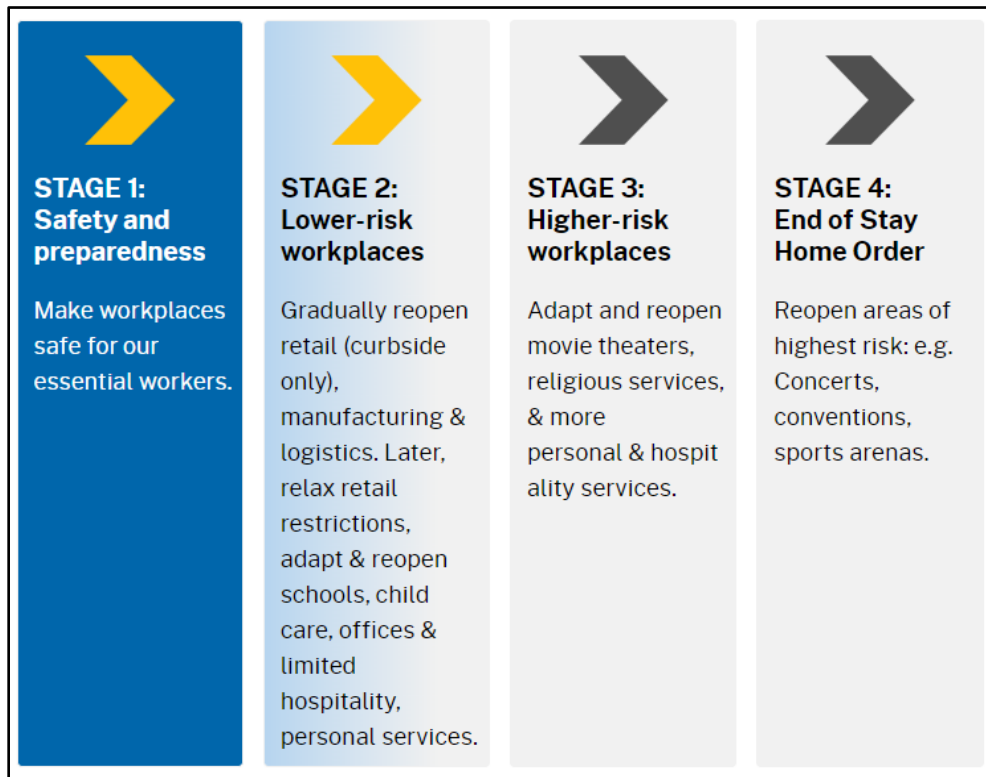 STAGE 1:
Safety and
preparedness
Make workplaces
safe for our
essential workers.
STAGE 2:
Lower-risk
workplaces
Gradually reopen
retail (curbside
only),
manufacturing &
logistics. Later,
relax retail
restrictions,
adapt & reopen
schools, child
care, offices &
limited
hospitality,
personal services.
STAGE 3:
Higher-risk
workplaces
Adapt and reopen
movie theaters,
religious services,
& more
personal & hospit
ality services.
STAGE 4:
End of Stay
Home Order
Reopen areas of
highest risk: e.g.
Concerts,
conventions,
sports arenas.